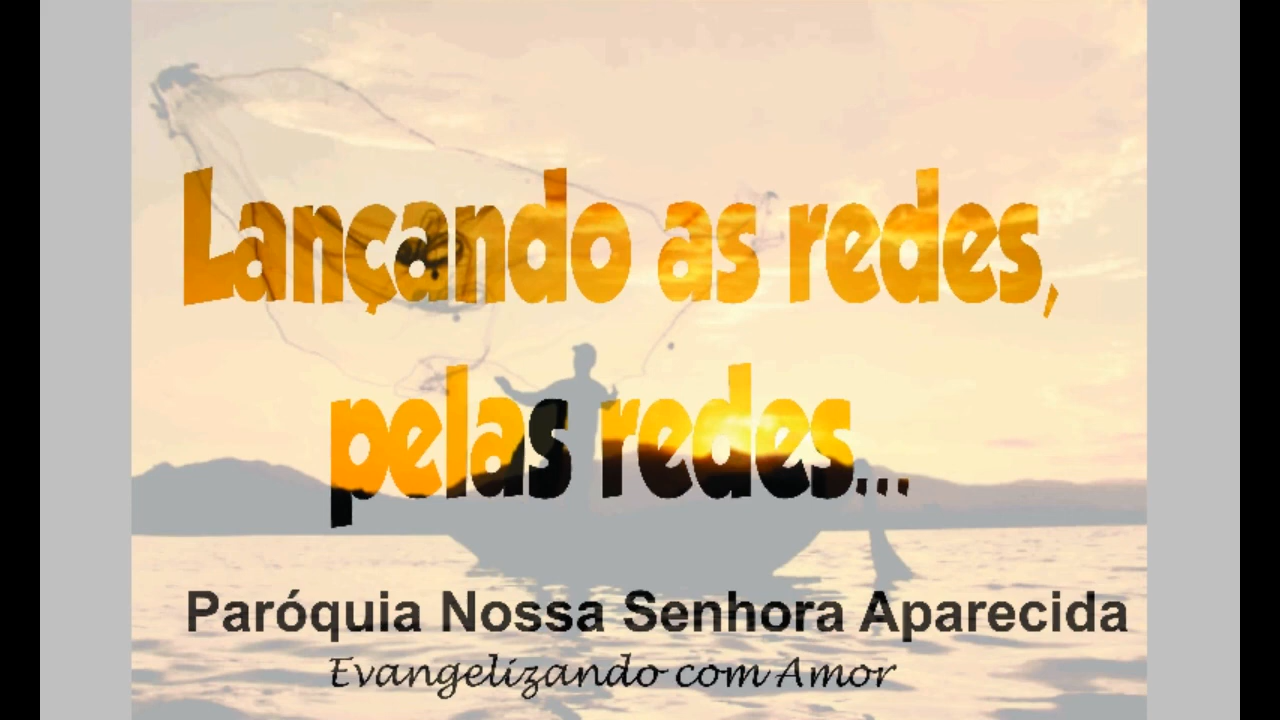 Lançando as redes,
pelas redes...
Paróquia Nossa Senhora Aparecida
Evangelizando com Amor